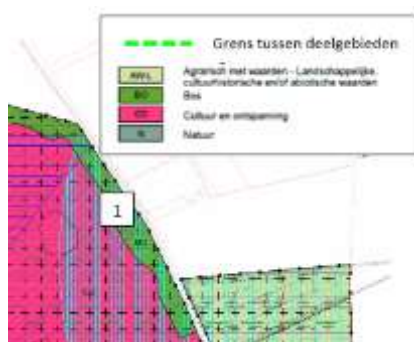 Grens tussen deelgebieden
AW-L Agrarisch met waarden - Landschappelijke,
cultuurhistorische en/of abiotische waarden
BO Bos
CO Cultuur en ontspanning
N Natuur
1